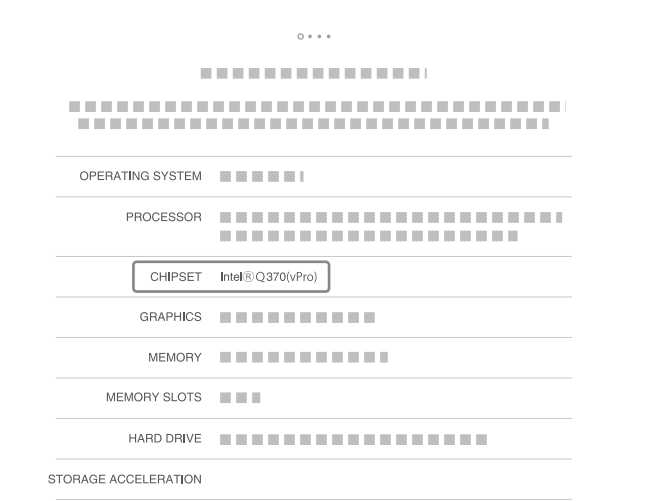 OPERATING SYSTEM
PROCESSOR
CHIPSET Intel®Q370(vPro)
GRAPHICS
MEMORY
MEMORY SLOTS
HARD DRIVE
STORAGE ACCELERATION